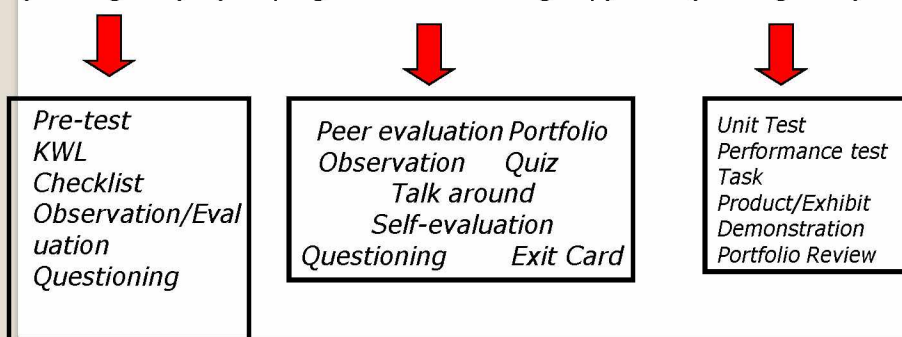 Pre-test
KWL
Checklist
Observation/Eval
uation
Questioning
Peer evaluation Portfolio
Observation Quiz
Talk around
Self-evaluation
Questioning Exit Card
Unit Test
Performance test
Task
Product/Exhibit
Demonstration
Portfolio Review